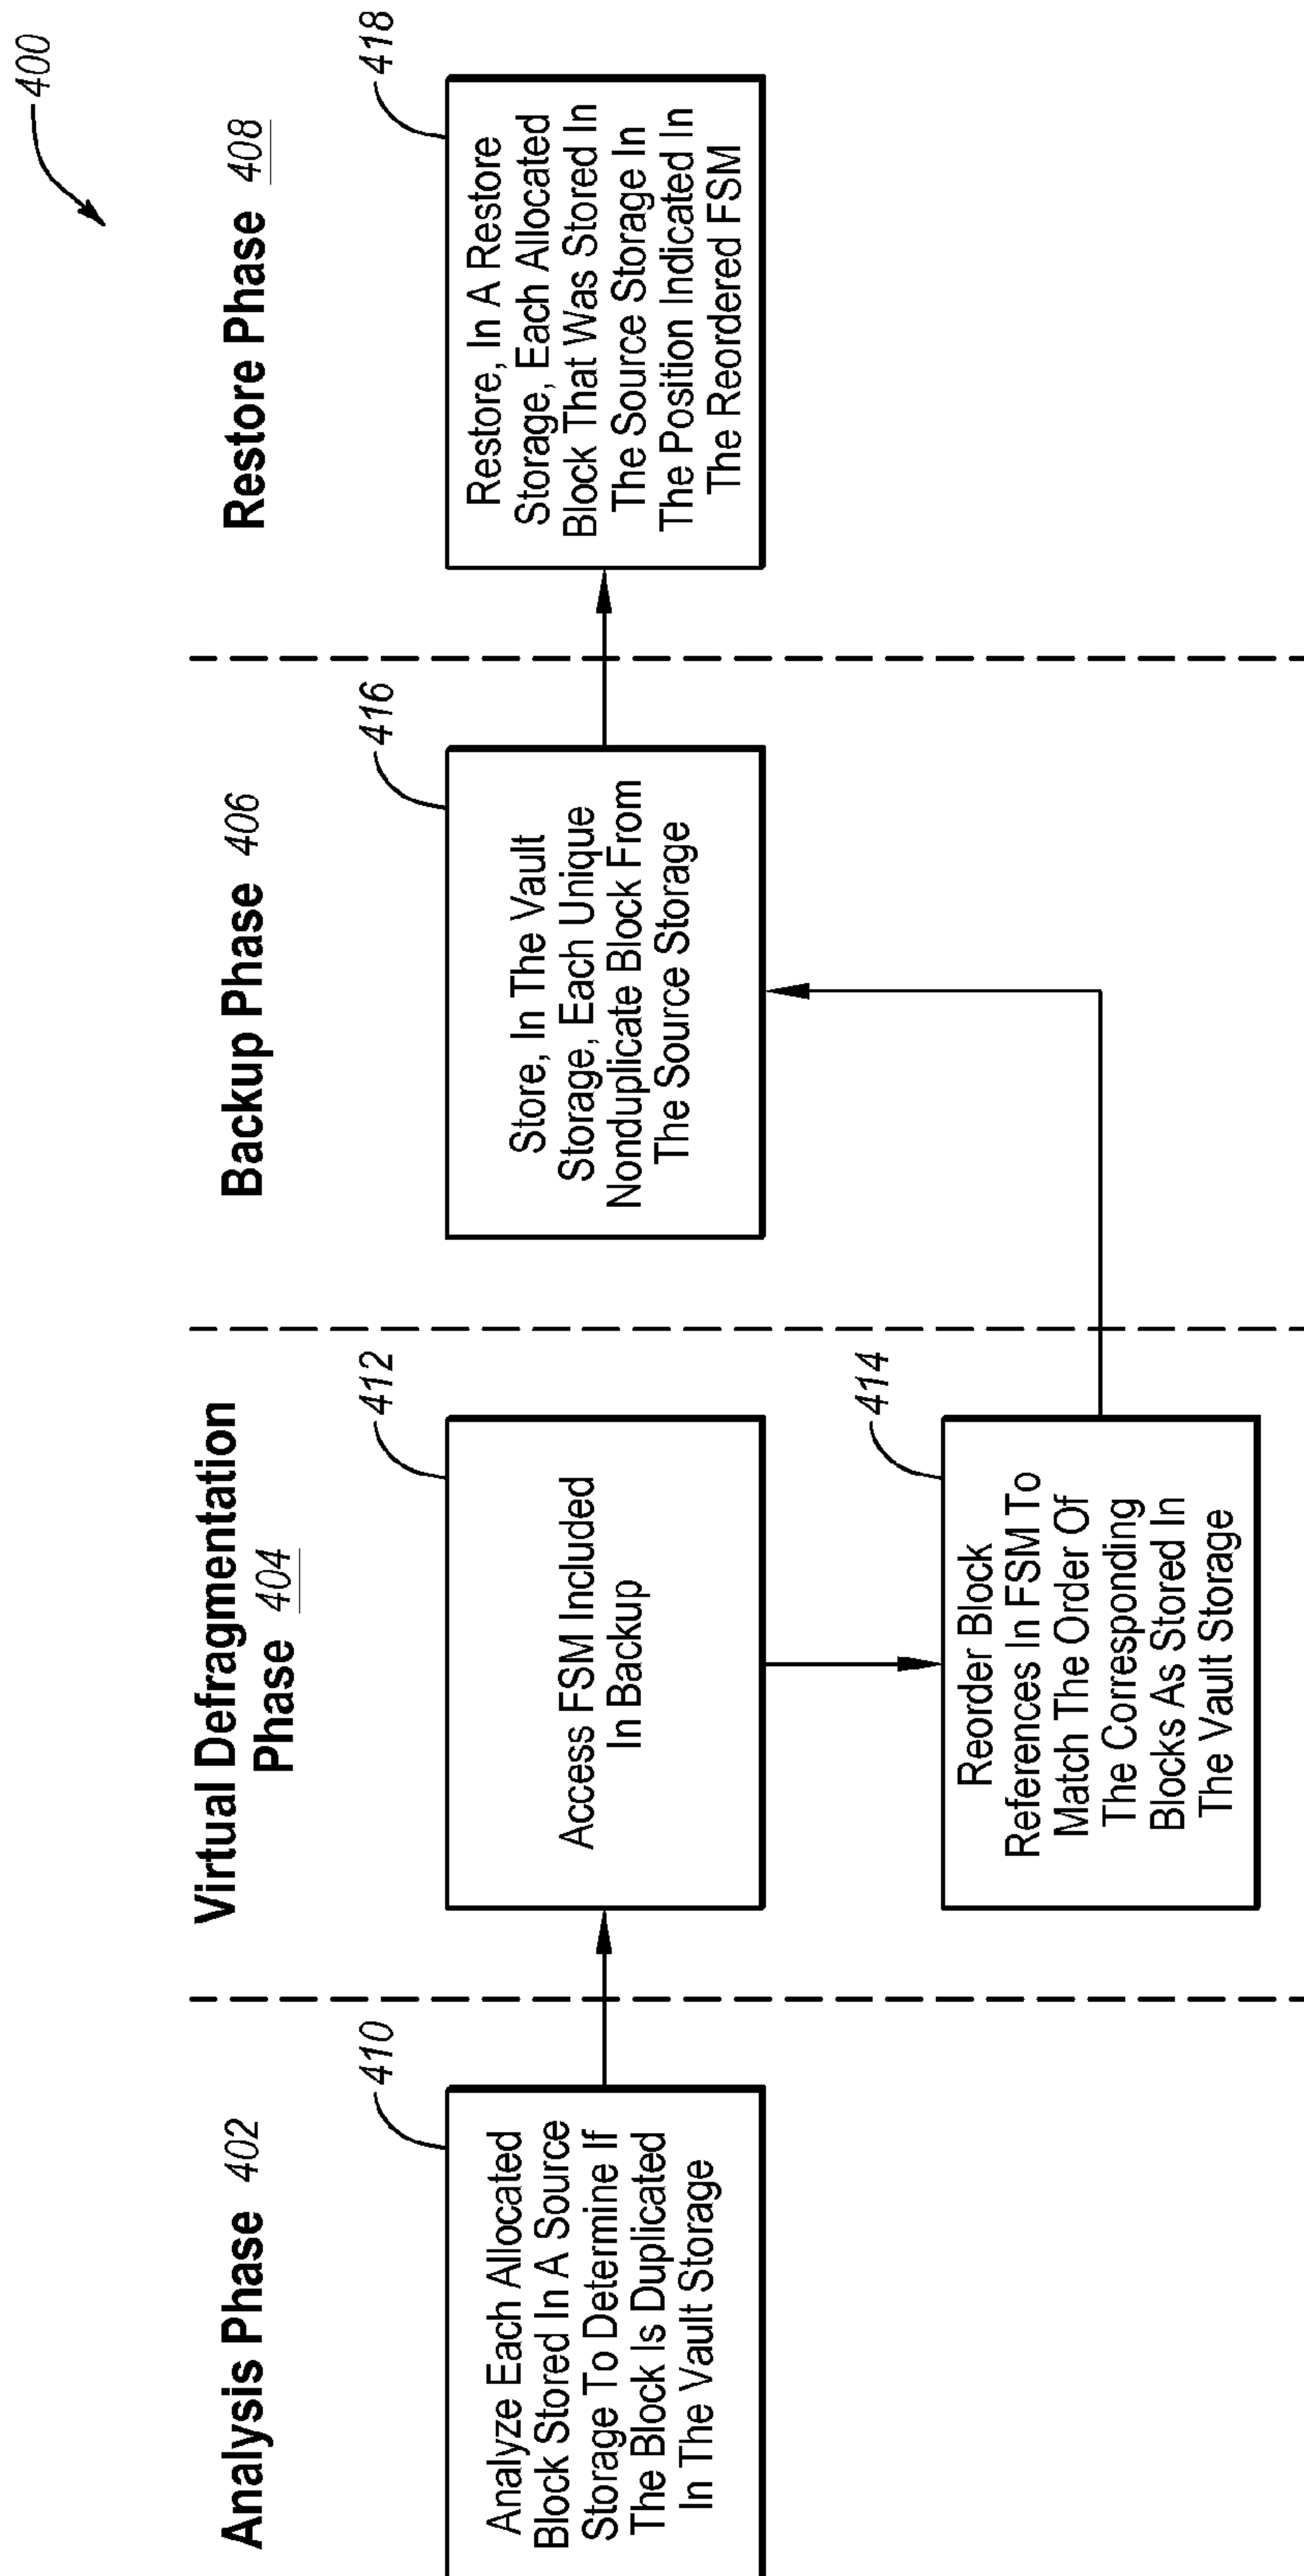 400
Analysis Phase 402
410
Analyze Each Allocated
Block Stored In A Source
Storage To Determine If
The Block Is Duplicated
In The Vault Storage
Virtual Defragmentation
Phase 404
412
Access FSM Included
In Backup
414
Reorder Block
References In FSM To
Match The Order Of
The Corresponding
Blocks As Stored In
The Vault Storage
Backup Phase 406
416
Store, In The Vault
Storage, Each Unique
Nonduplicate Block From
The Source Storage
Restore Phase 408
418
Restore, In A Restore
Storage, Each Allocated
Block That Was Stored In
The Source Storage In
The Position Indicated In
The Reordered FSM